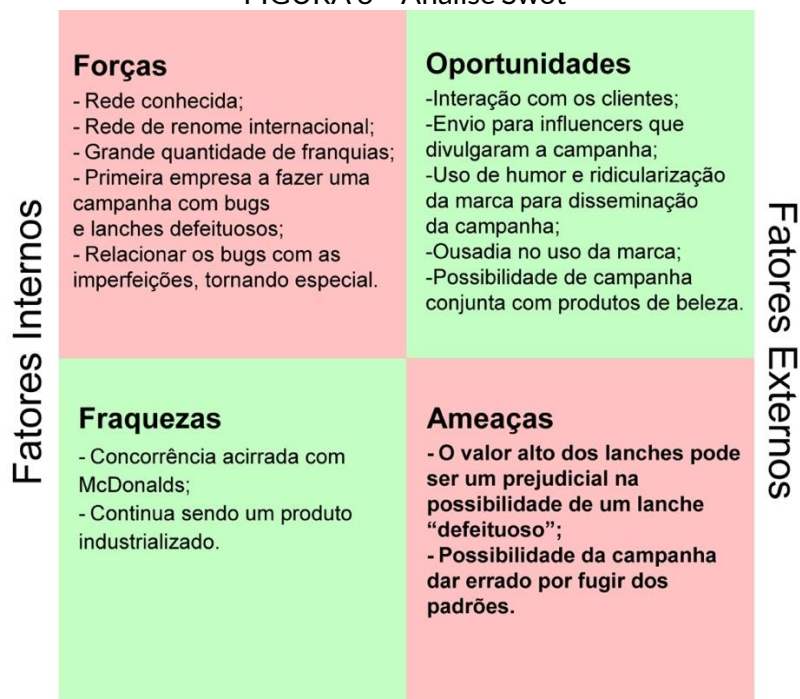 FIGURA 6 – Análise Swot
Forças
- Rede conhecida;
- Rede de renome internacional;
- Grande quantidade de franquias;
- Primeira empresa a fazer uma
campanha com bugs
e lanches defeituosos;
- Relacionar os bugs com as
imperfeições, tornando especial.
Oportunidades
-Interação com os clientes;
-Envio para influencers que
divulgaram a campanha;
-Uso de humor e ridicularização
da marca para disseminação
da campanha;
-Ousadia no uso da marca;
-Possibilidade de campanha
conjunta com produtos de beleza.
Fatores Internos
Fatores Externos
Fraquezas
- Concorrência acirrada com
McDonalds;
- Continua sendo um produto
industrializado.
Ameaças
- O valor alto dos lanches pode
ser um prejudicial na
possibilidade de um lanche
“defeituoso”;
- Possibilidade da campanha
dar errado por fugir dos
padrões.